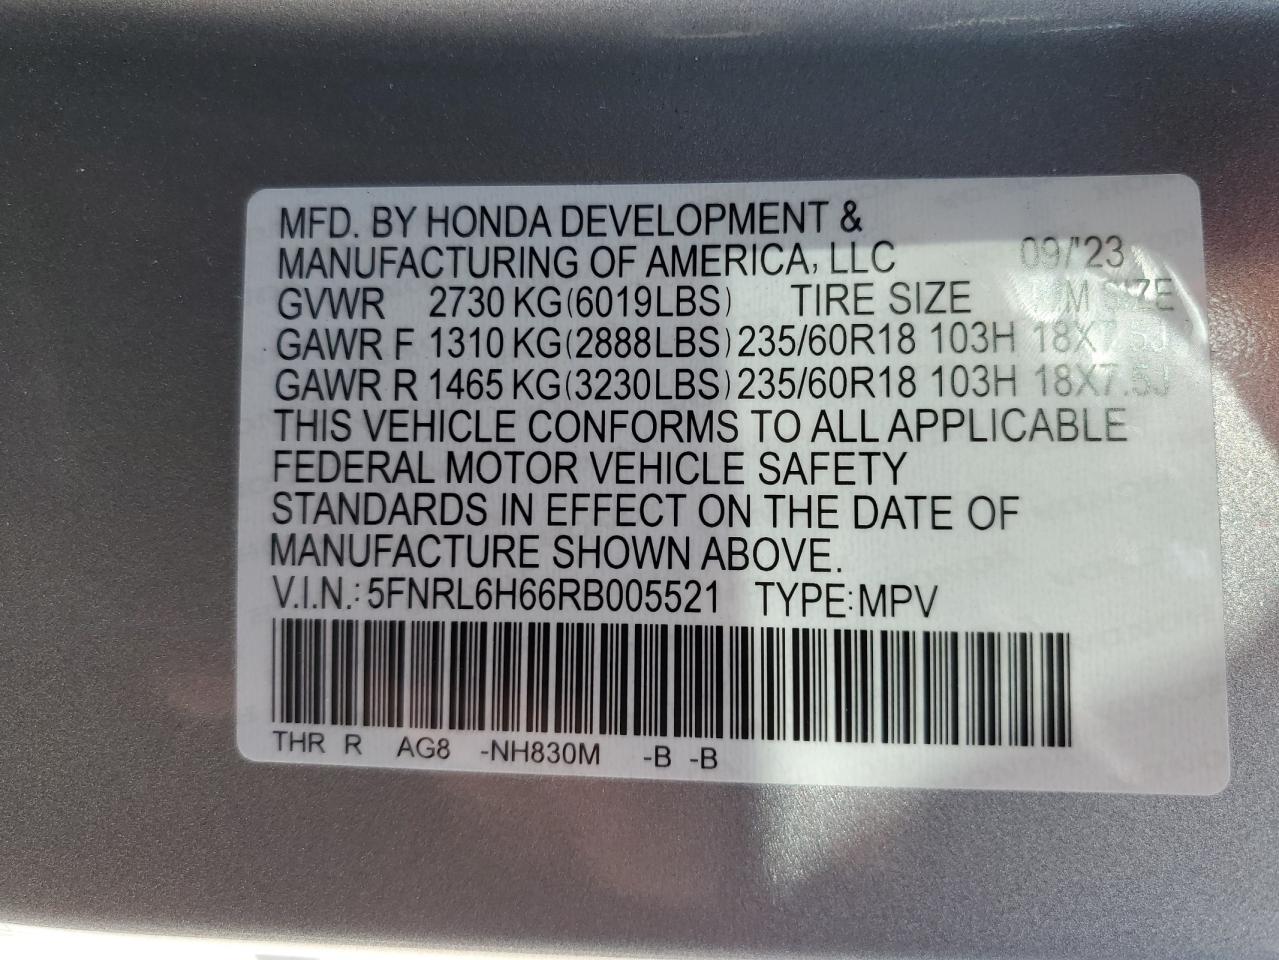 MFD. BY HONDA DEVELOPMENT &
MANUFACTURING OF AMERICA, LLC 09/'23
GVWR 2730 KG(6019LBS) TIRE SIZE SIZE
GAWR F 1310 KG(2888LBS) 235/60R18 103H 18X7.5J
GAWR R 1465 KG(3230LBS) 235/60R18 103H 18X7.5J
THIS VEHICLE CONFORMS TO ALL APPLICABLE
FEDERAL MOTOR VEHICLE SAFETY
STANDARDS IN EFFECT ON THE DATE OF
MANUFACTURE SHOWN ABOVE.
V.I.N.: 5FNRL6H66RB005521 TYPE:MPV
THR R AG8 -NH830M -B -B